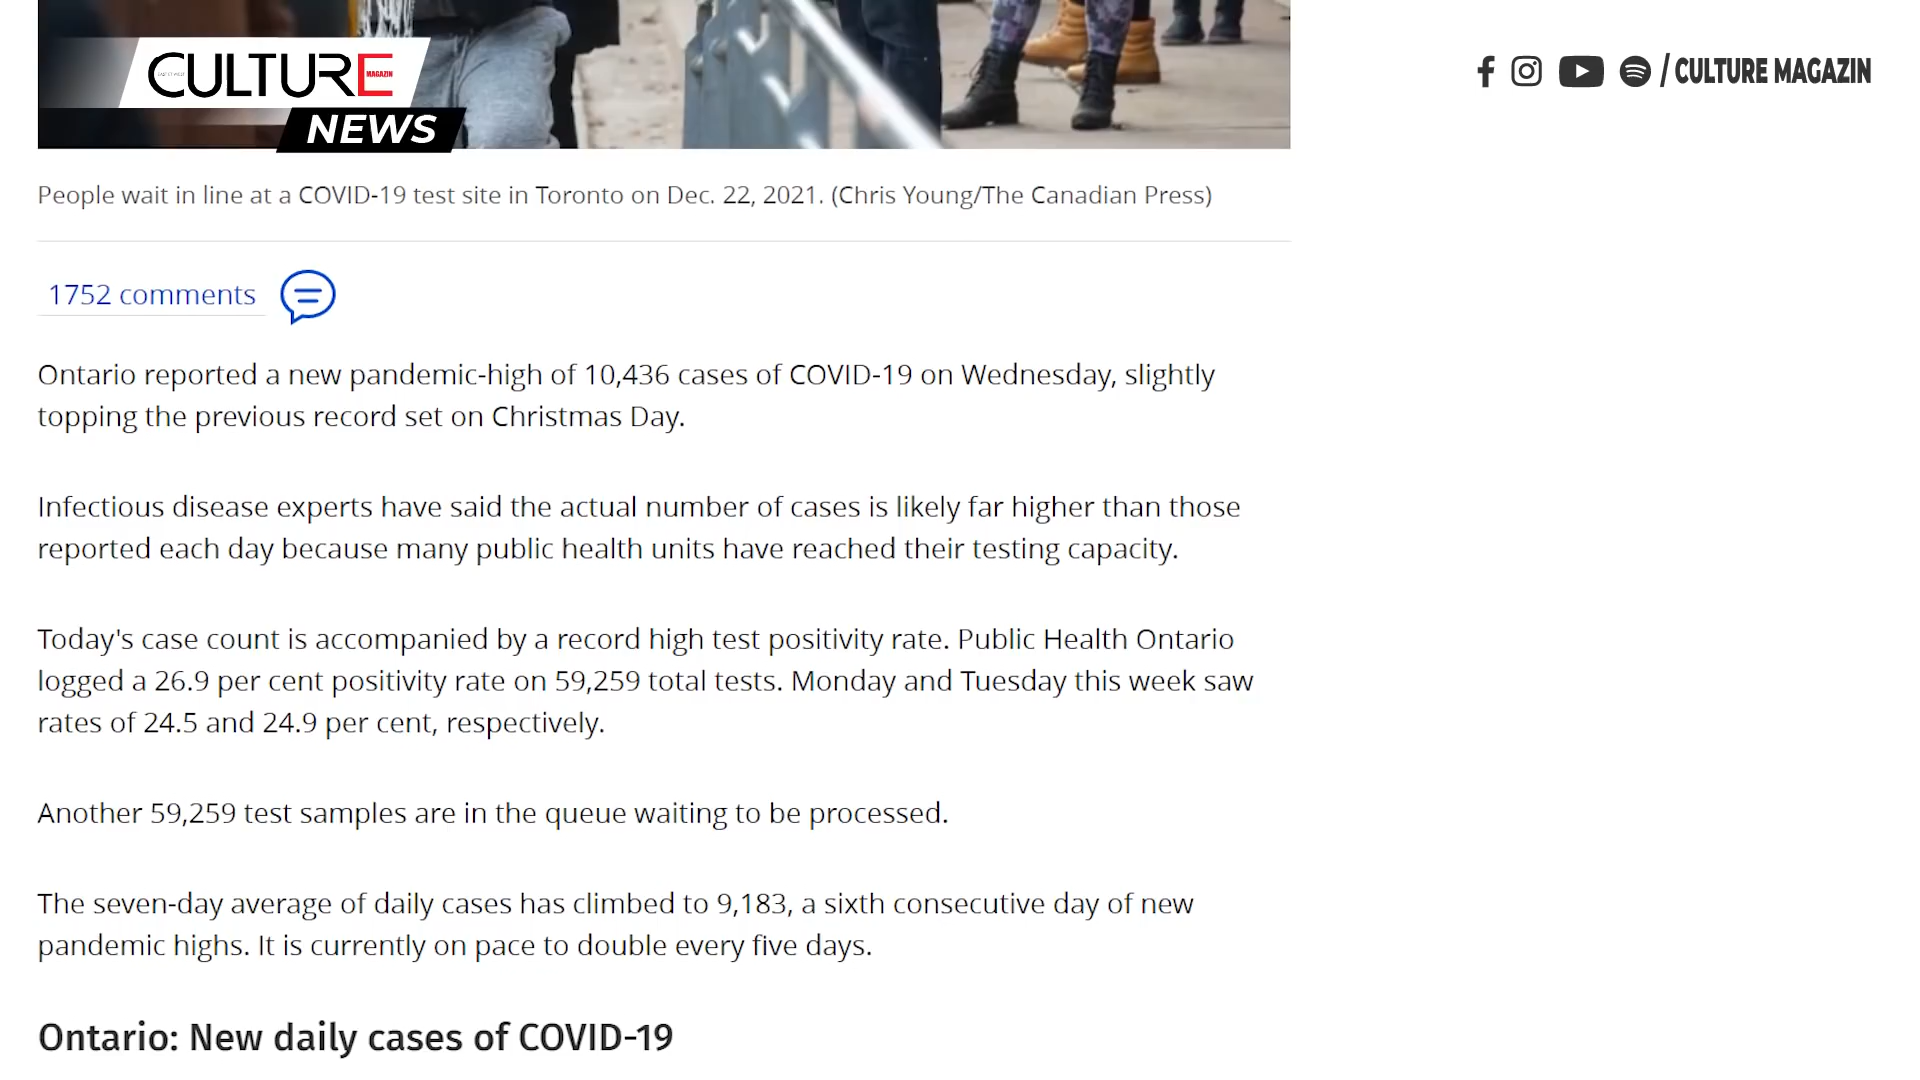 CULTURE
MAGAZIN
NEWS
/ CULTURE MAGAZIN
People wait in line at a COVID-19 test site in Toronto on Dec. 22, 2021. (Chris Young/The Canadian Press)
1752 comments
Ontario reported a new pandemic-high of 10,436 cases of COVID-19 on Wednesday, slightly
topping the previous record set on Christmas Day.
Infectious disease experts have said the actual number of cases is likely far higher than those
reported each day because many public health units have reached their testing capacity.
Today's case count is accompanied by a record high test positivity rate. Public Health Ontario
logged a 26.9 per cent positivity rate on 59,259 total tests. Monday and Tuesday this week saw
rates of 24.5 and 24.9 per cent, respectively.
Another 59,259 test samples are in the queue waiting to be processed.
The seven-day average of daily cases has climbed to 9,183, a sixth consecutive day of new
pandemic highs. It is currently on pace to double every five days.
Ontario: New daily cases of COVID-19